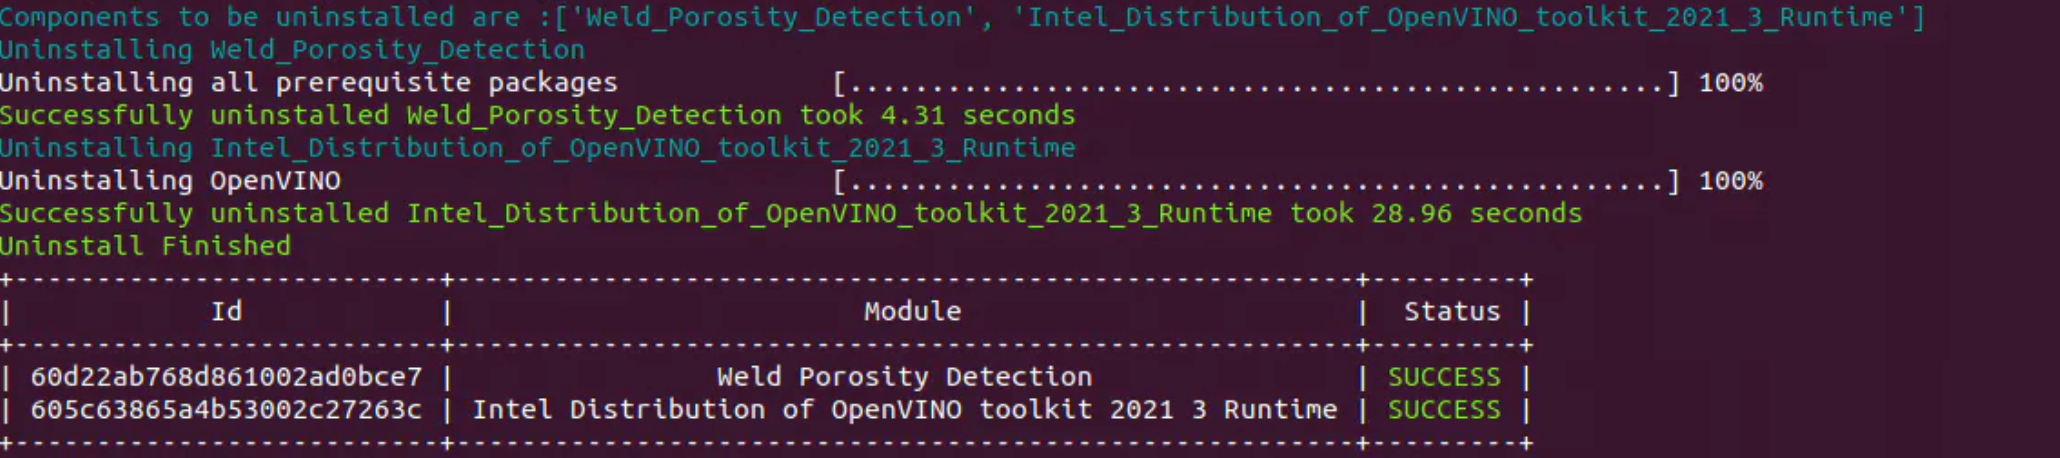 Components to be uninstalled are :['Weld_Porosity_Detection', 'Intel_Distribution_of_OpenVINO_toolkit_2021_3_Runtime']
Uninstalling Weld_Porosity_Detection
Uninstalling all prerequisite packages [..................................................] 100%
Successfully uninstalled Weld_Porosity_Detection took 4.31 seconds
Uninstalling Intel_Distribution_of_OpenVINO_toolkit_2021_3_Runtime
Uninstalling OpenVINO [..................................................] 100%
Successfully uninstalled Intel_Distribution_of_OpenVINO_toolkit_2021_3_Runtime took 28.96 seconds
Uninstall Finished
+--------------------------+-------------------------------------------------------+---------+
| Id | Module | Status |
+--------------------------+-------------------------------------------------------+---------+
| 60d22ab768d861002ad0bce7 | Weld Porosity Detection | SUCCESS |
| 605c63865a4b53002c27263c | Intel Distribution of OpenVINO toolkit 2021 3 Runtime | SUCCESS |
+--------------------------+-------------------------------------------------------+---------+